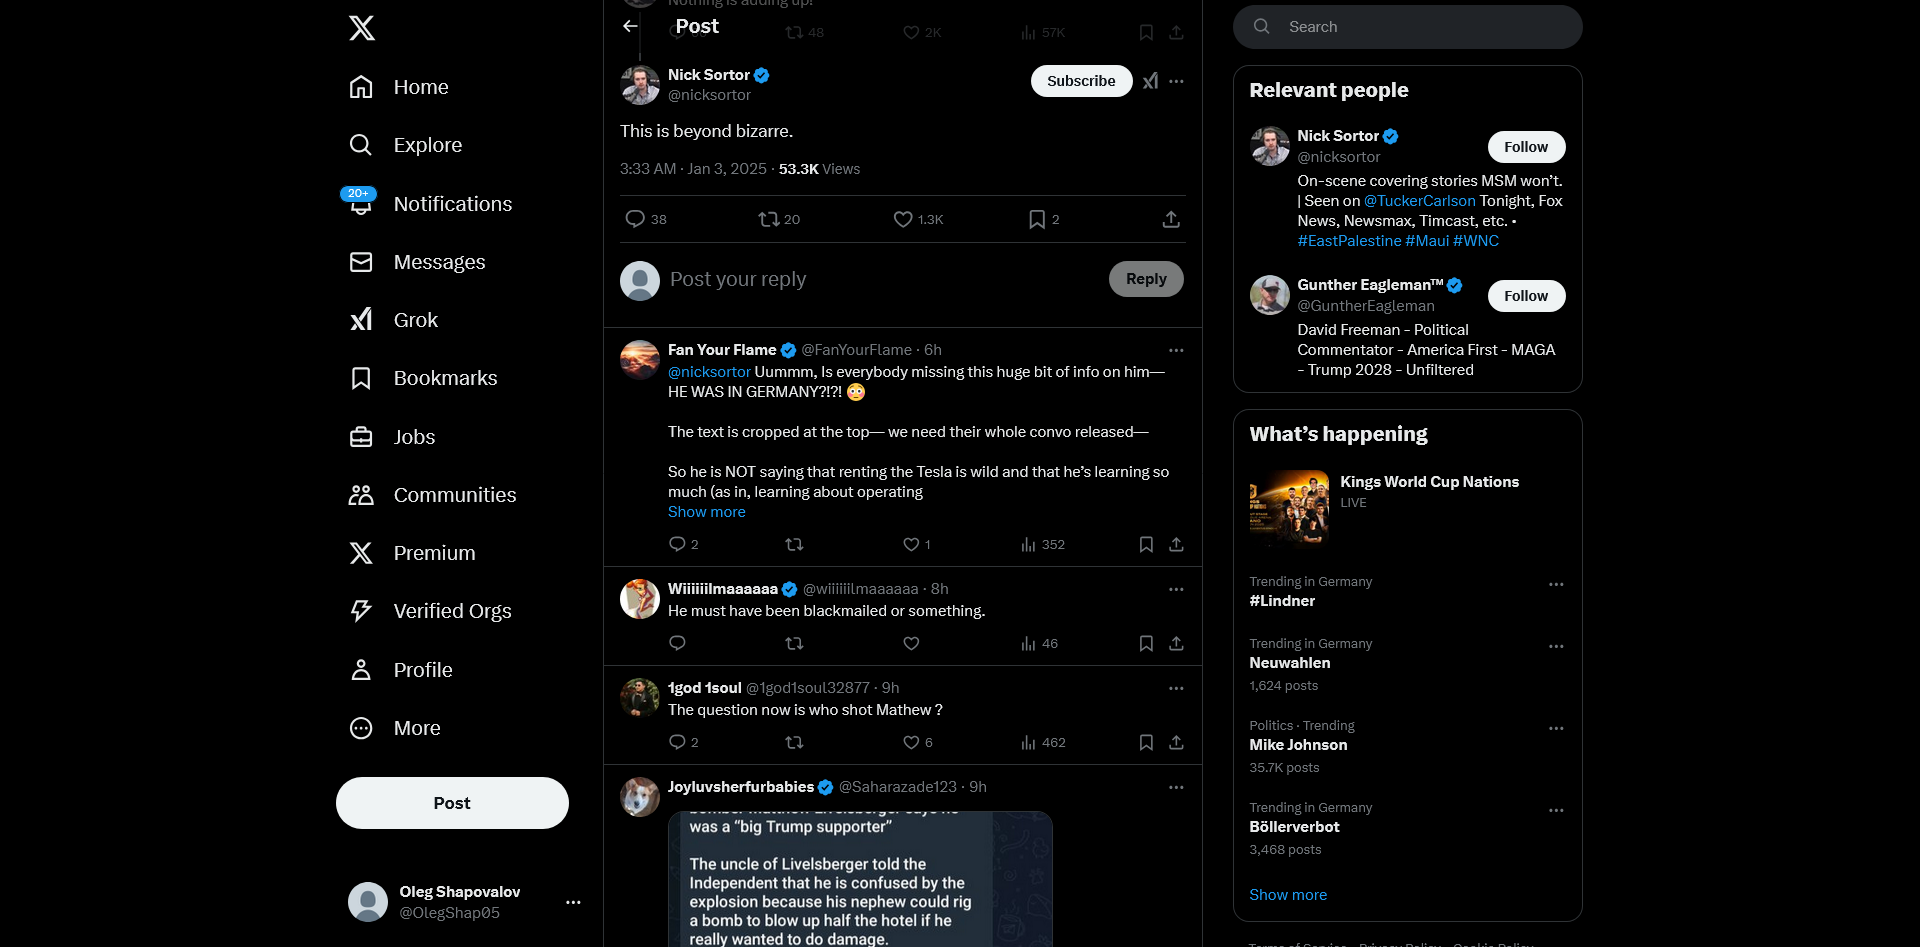 Home
Explore
20+
Notifications
Messages
Grok
Bookmarks
Jobs
Communities
Premium
Verified Orgs
Profile
More
Post
Oleg Shapovalov
@OlegShap05
Nothing is adding up!
Post
48
2K
57K
Nick Sortor
@nicksortor
Subscribe
This is beyond bizarre.
3:33 AM · Jan 3, 2025 · 53.3K Views
38
20
1.3K
2
Post your reply
Reply
Fan Your Flame @FanYourFlame · 6h
@nicksortor Uummm, Is everybody missing this huge bit of info on him—
HE WAS IN GERMANY?!?! 😳
The text is cropped at the top— we need their whole convo released—
So he is NOT saying that renting the Tesla is wild and that he’s learning so
much (as in, learning about operating
Show more
2
1
352
Wiiiiiilmaaaaaa @wiiiiiilmaaaaaa · 8h
He must have been blackmailed or something.
46
1god 1soul @1god1soul32877 · 9h
The question now is who shot Mathew ?
2
6
462
Joyluvsherfurbabies @Saharazade123 · 9h
was a “big Trump supporter”
The uncle of Livelsberger told the
Independent that he is confused by the
explosion because his nephew could rig
a bomb to blow up half the hotel if he
really wanted to do damage.
Search
Relevant people
Nick Sortor
@nicksortor
Follow
On-scene covering stories MSM won’t.
| Seen on @TuckerCarlson Tonight, Fox
News, Newsmax, Timcast, etc. •
#EastPalestine #Maui #WNC
Gunther Eagleman™
@GuntherEagleman
Follow
David Freeman - Political
Commentator - America First - MAGA
- Trump 2028 - Unfiltered
What’s happening
Kings World Cup Nations
LIVE
Trending in Germany
#Lindner
Trending in Germany
Neuwahlen
1,624 posts
Politics · Trending
Mike Johnson
35.7K posts
Trending in Germany
Böllerverbot
3,468 posts
Show more